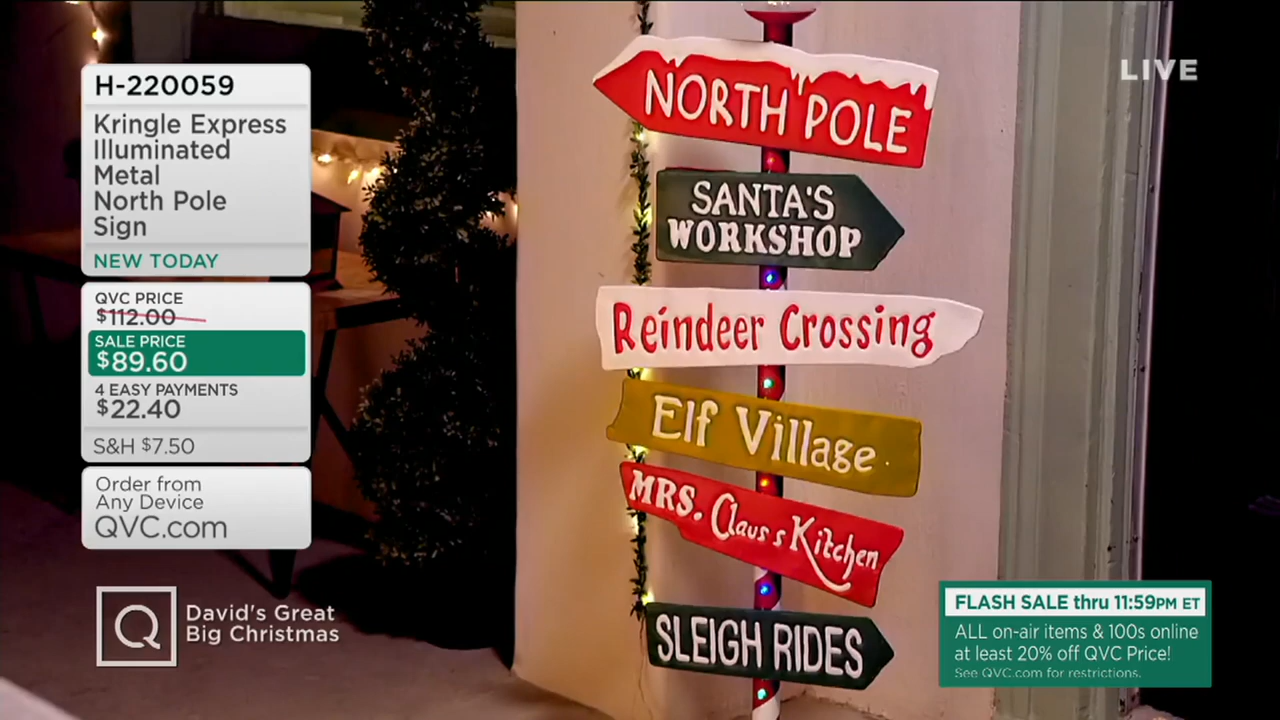 H-220059
Kringle Express
Illuminated
Metal
North Pole
Sign
NEW TODAY
QVC PRICE
$112.00
SALE PRICE
$89.60
4 EASY PAYMENTS
$22.40
S&H $7.50
Order from
Any Device
QVC.com
Q
David's Great
Big Christmas
LIVE
NORTH POLE
SANTA'S
WORKSHOP
Reindeer Crossing
Elf Village
MRS. Claus s Kitchen
SLEIGH RIDES
FLASH SALE thru 11:59PM ET
ALL on-air items & 100s online
at least 20% off QVC Price!
See QVC.com for restrictions.